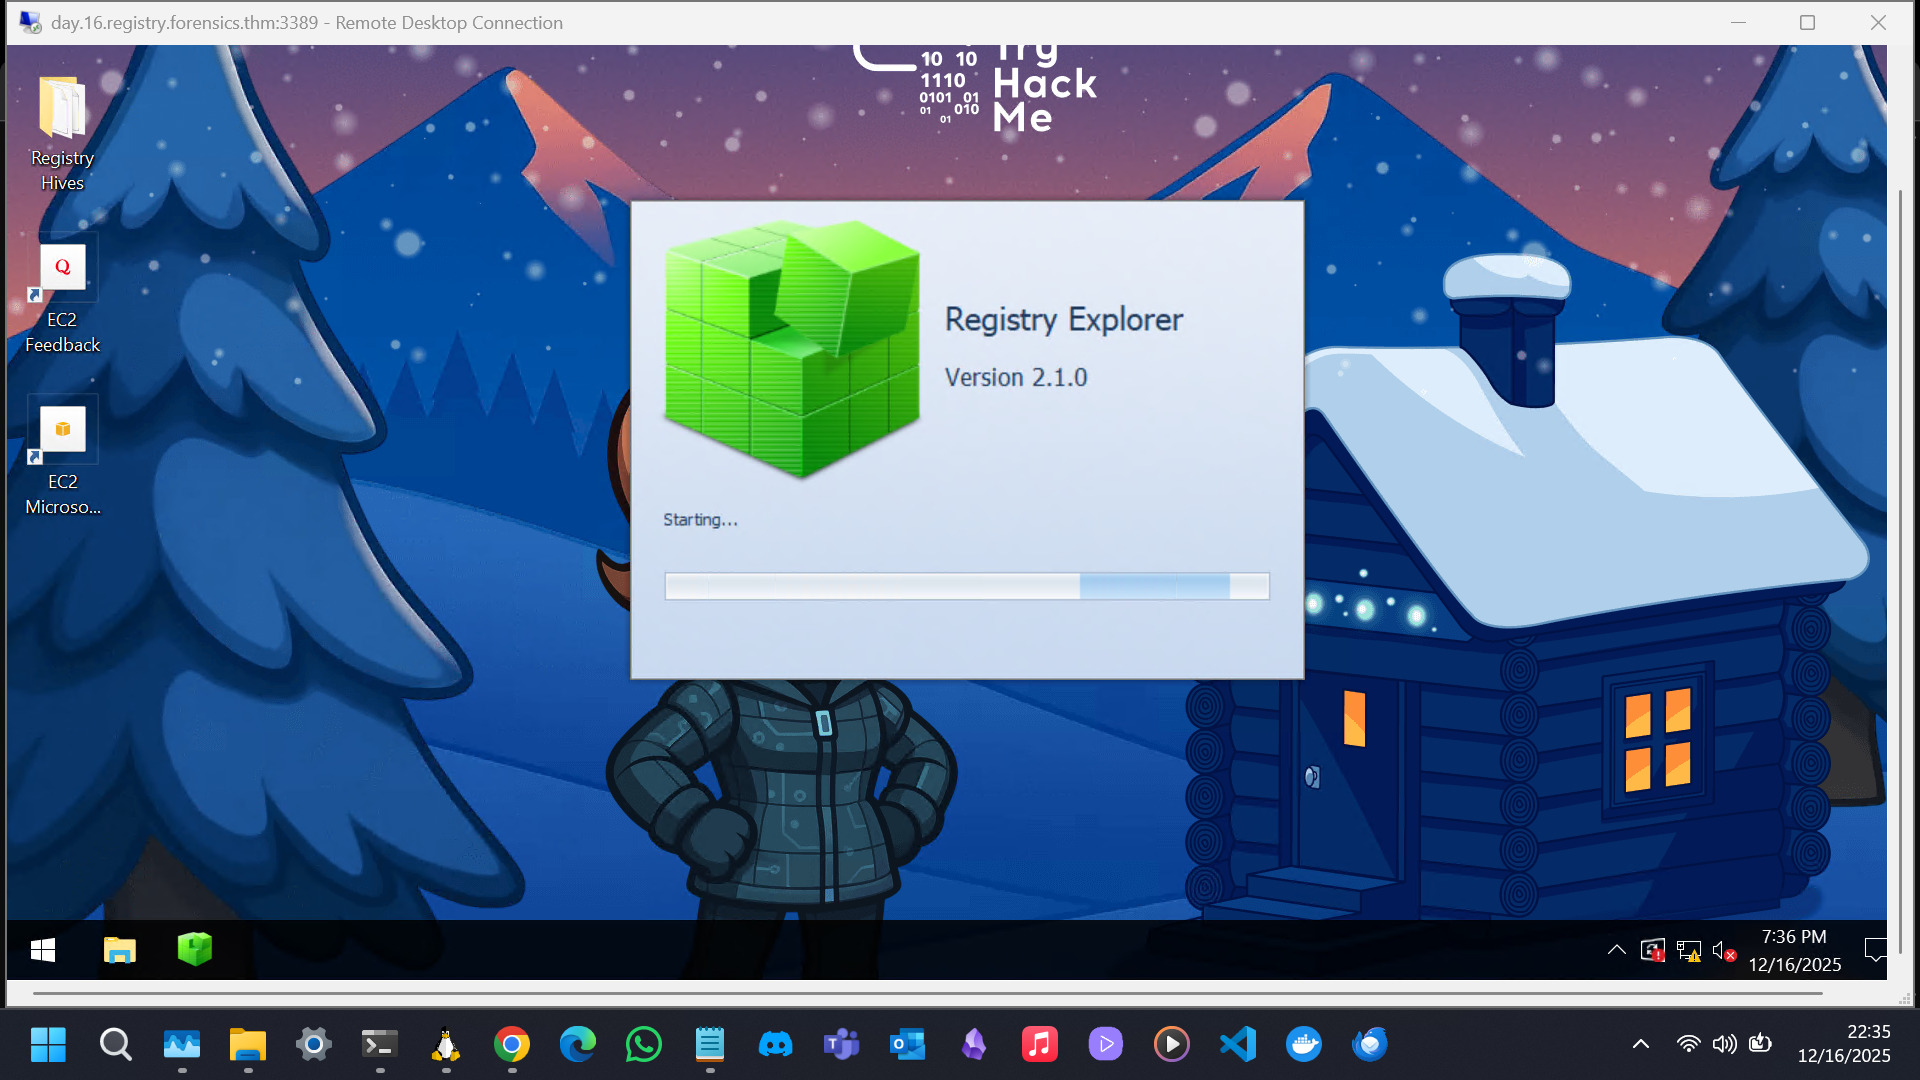 day.16.registry.forensics.thm:3389 - Remote Desktop Connection
Try
Hack
Me
10 10
1110
0101 01
01 010
01
Registry
Hives
Q
EC2
Feedback
EC2
Microso...
Registry Explorer
Version 2.1.0
Starting...
7:36 PM
12/16/2025
22:35
12/16/2025